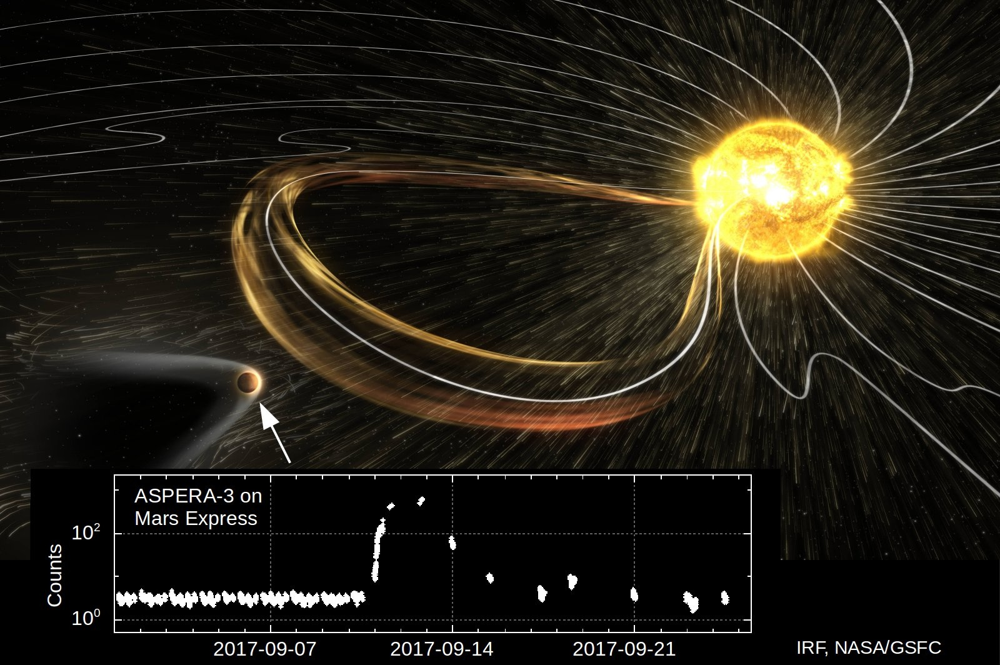 ASPERA-3 on
Mars Express
10²
Counts
10⁰
2017-09-07 2017-09-14 2017-09-21
IRF, NASA/GSFC